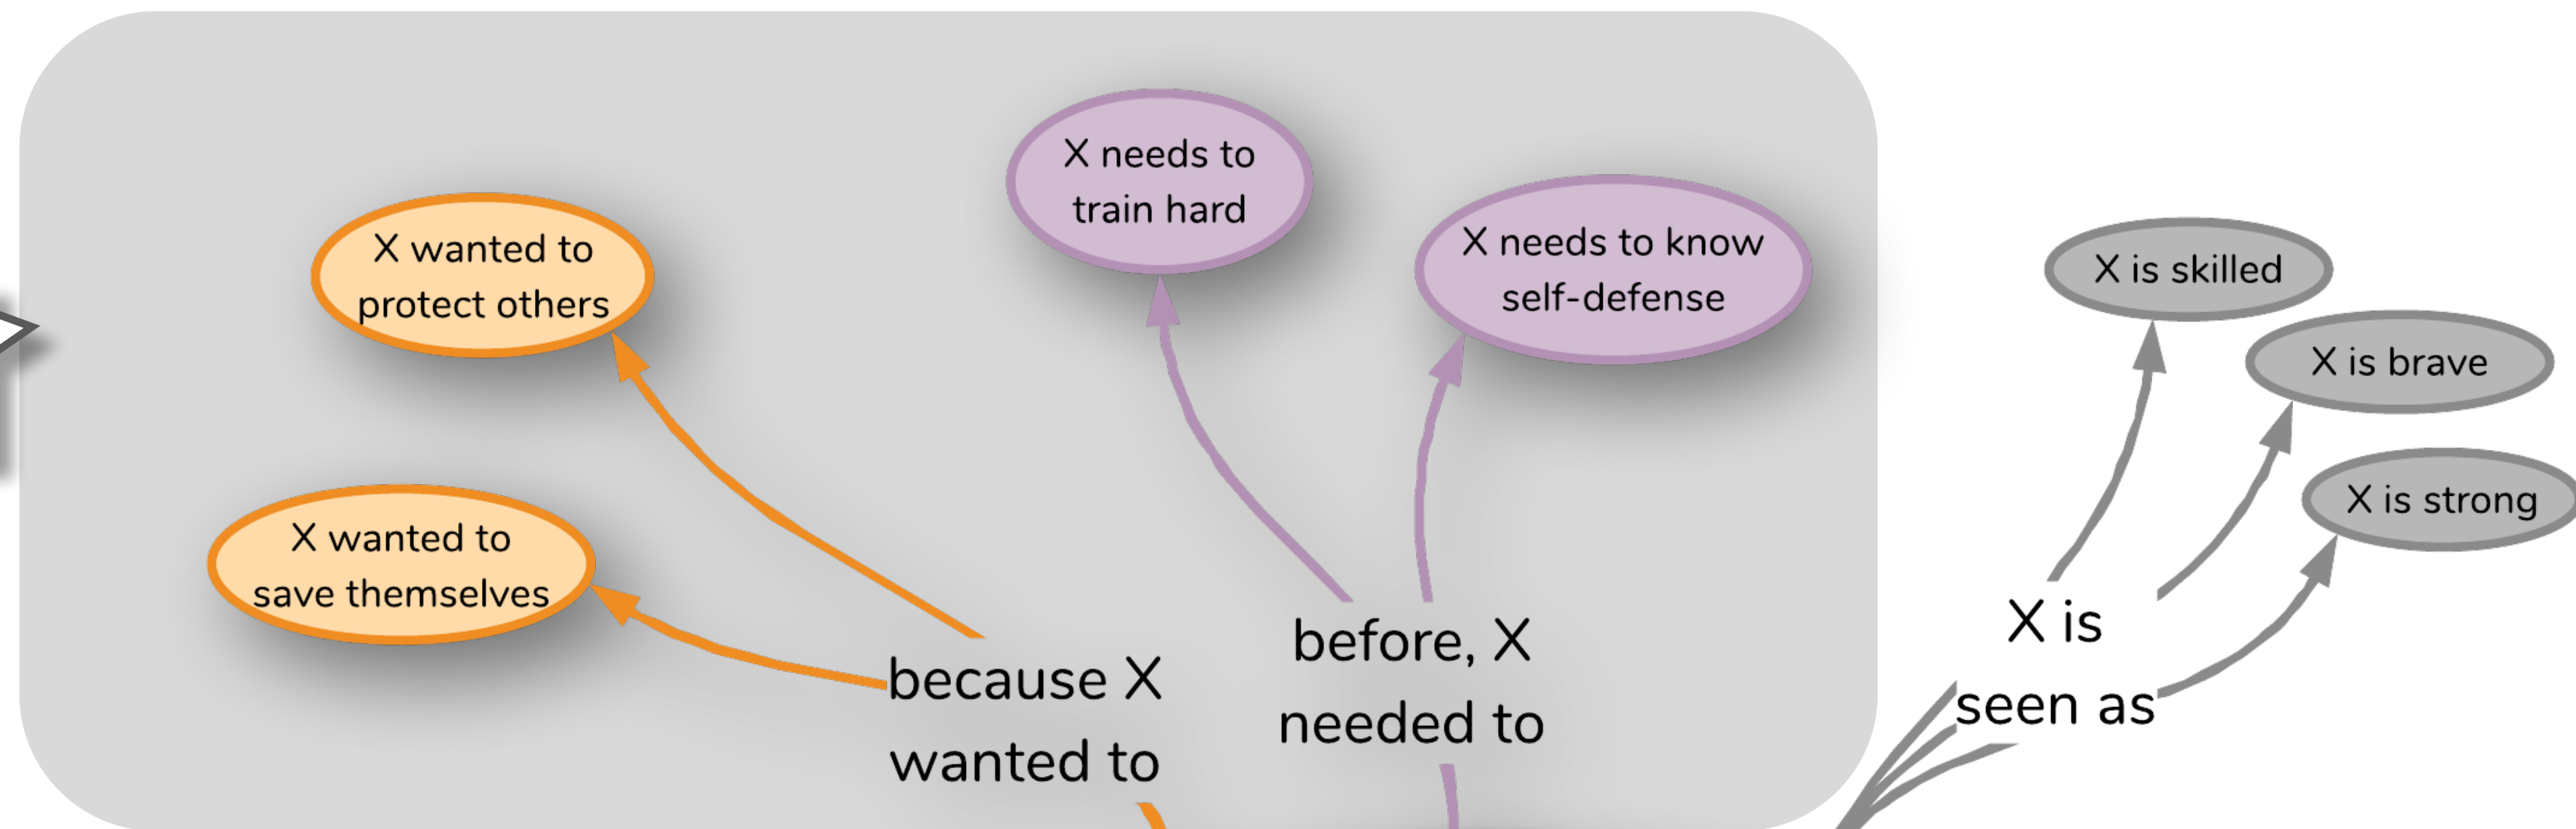 X needs to
train hard
X wanted to
protect others
X needs to know
self-defense
X is skilled
X is brave
X is strong
X wanted to
save themselves
because X
wanted to
before, X
needed to
X is
seen as